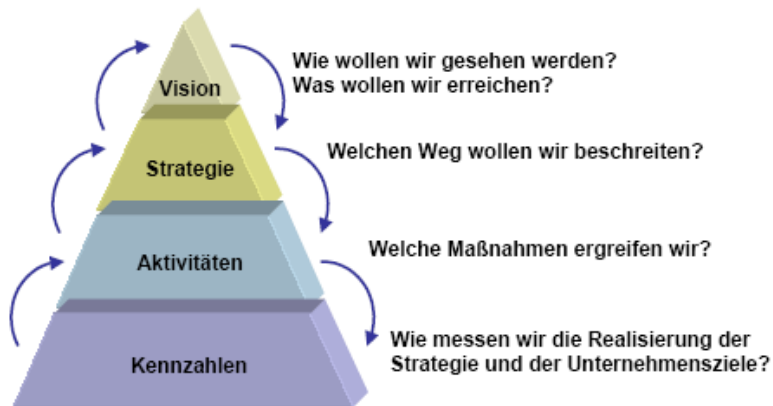 Vision
Wie wollen wir gesehen werden?
Was wollen wir erreichen?
Strategie
Welchen Weg wollen wir beschreiten?
Aktivitäten
Welche Maßnahmen ergreifen wir?
Kennzahlen
Wie messen wir die Realisierung der
Strategie und der Unternehmensziele?